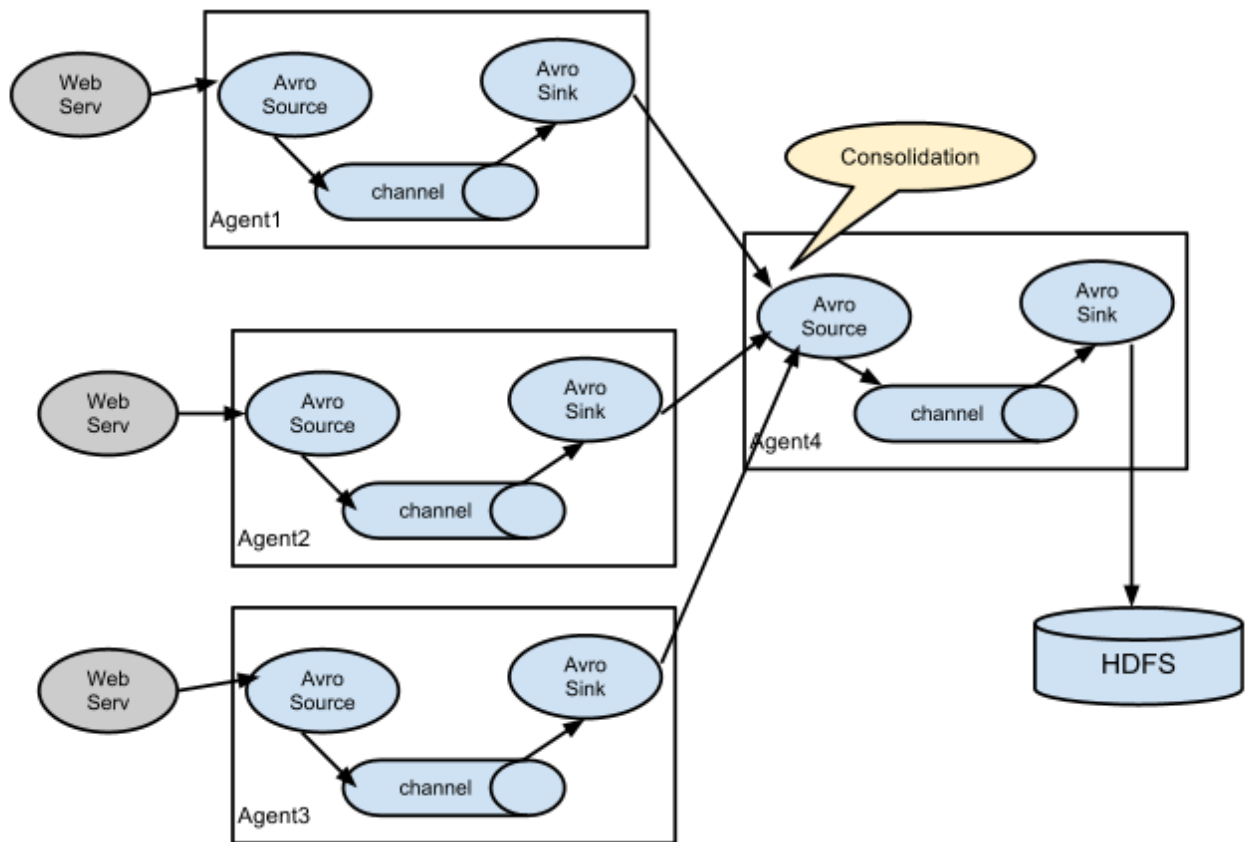 Web
Serv
Avro
Source
Avro
Sink
channel
Agent1
Consolidation
Web
Serv
Avro
Source
Avro
Sink
channel
Agent2
Avro
Source
Avro
Sink
channel
Agent4
Web
Serv
Avro
Source
Avro
Sink
channel
Agent3
HDFS